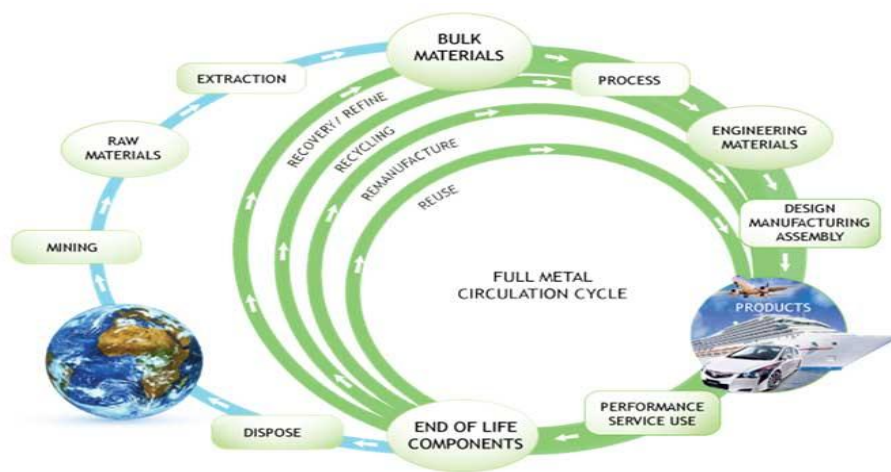 BULK
MATERIALS
EXTRACTION
PROCESS
RAW
MATERIALS
ENGINEERING
MATERIALS
RECOVERY/ REFINE
RECYCLING
REMANUFACTURE
REUSE
DESIGN
MANUFACTURING
ASSEMBLY
MINING
FULL METAL
CIRCULATION CYCLE
PRODUCTS
PERFORMANCE
SERVICE USE
DISPOSE
END OF LIFE
COMPONENTS